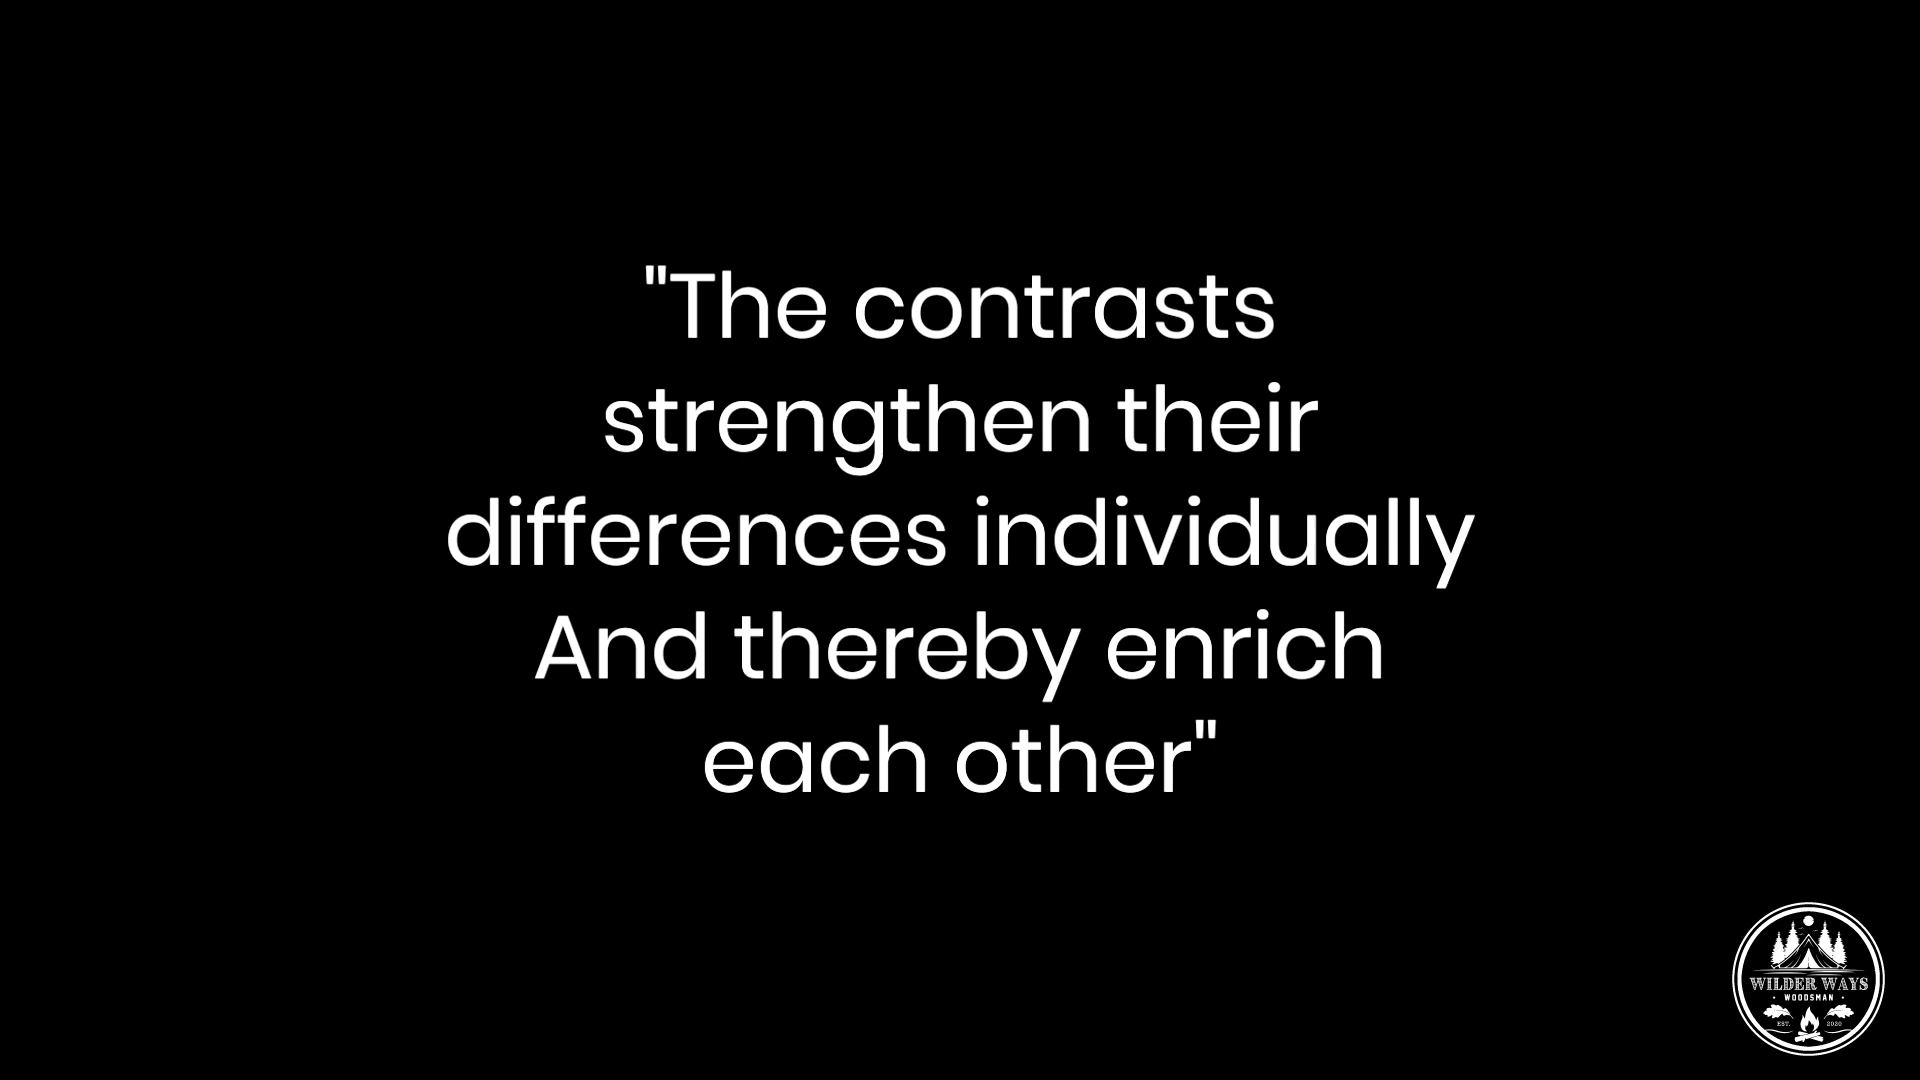 "The contrasts
strengthen their
differences individually
And thereby enrich
each other"
WILDER WAYS
• WOODSMAN •
EST. 2020